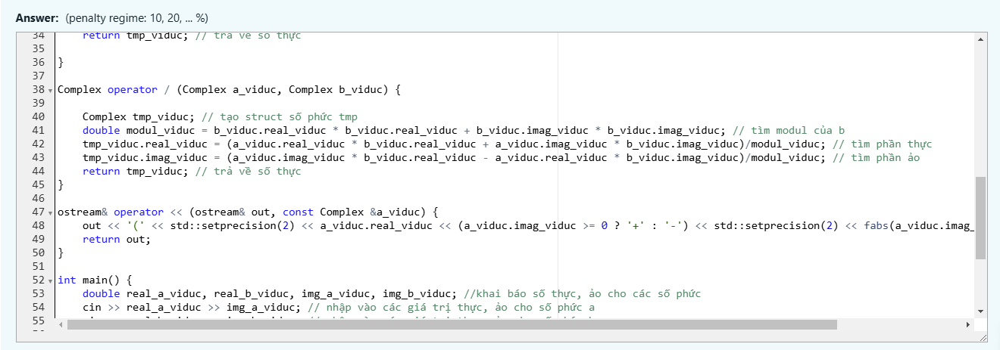 Answer: (penalty regime: 10, 20, ... %)
34 return tmp_viduc; // trả về số thực
35
36 }
37
38 Complex operator / (Complex a_viduc, Complex b_viduc) {
39
40 Complex tmp_viduc; // tạo struct số phức tmp
41 double modul_viduc = b_viduc.real_viduc * b_viduc.real_viduc + b_viduc.imag_viduc * b_viduc.imag_viduc; // tìm modul của b
42 tmp_viduc.real_viduc = (a_viduc.real_viduc * b_viduc.real_viduc + a_viduc.imag_viduc * b_viduc.imag_viduc)/modul_viduc; // tìm phần thực
43 tmp_viduc.imag_viduc = (a_viduc.imag_viduc * b_viduc.real_viduc - a_viduc.real_viduc * b_viduc.imag_viduc)/modul_viduc; // tìm phần ảo
44 return tmp_viduc; // trả về số thực
45 }
46
47 ostream& operator << (ostream& out, const Complex &a_viduc) {
48 out << '(' << std::setprecision(2) << a_viduc.real_viduc << (a_viduc.imag_viduc >= 0 ? '+' : '-') << std::setprecision(2) << fabs(a_viduc.imag_
49 return out;
50 }
51
52 int main() {
53 double real_a_viduc, real_b_viduc, img_a_viduc, img_b_viduc; //khai báo số thực, ảo cho các số phức
54 cin >> real_a_viduc >> img_a_viduc; // nhập vào các giá trị thực, ảo cho số phức a
55